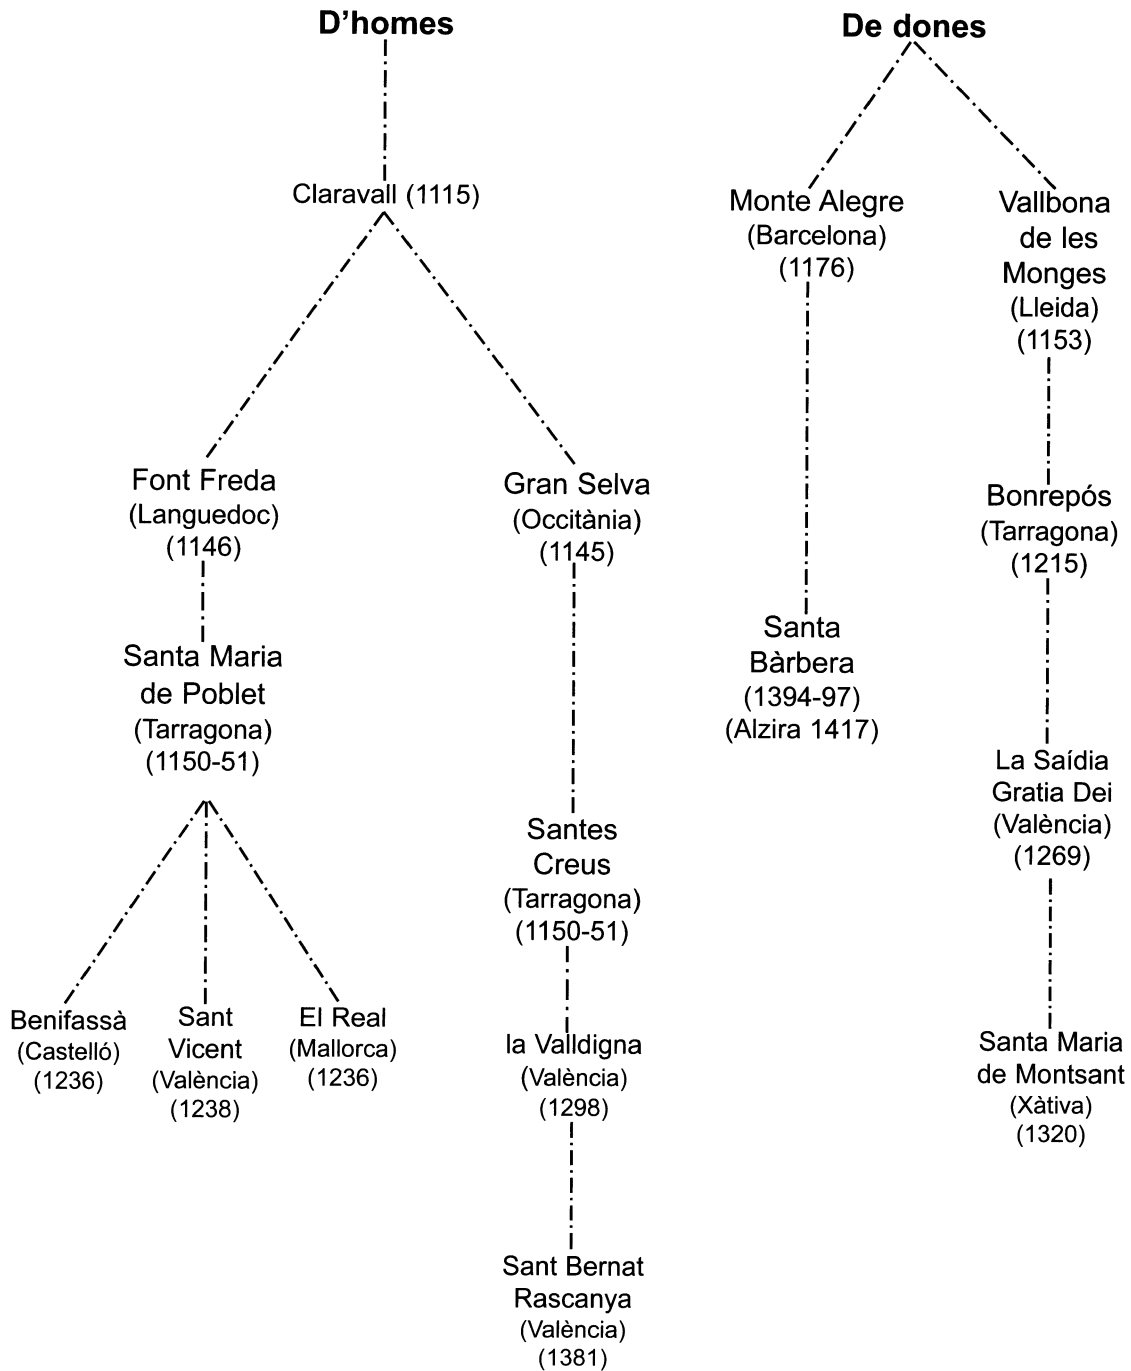 D'homes
Claravall (1115)
Font Freda
(Languedoc)
(1146)
Santa Maria
de Poblet
(Tarragona)
(1150-51)
Benifassà
(Castelló)
(1236)
Sant
Vicent
(València)
(1238)
El Real
(Mallorca)
(1236)
Gran Selva
(Occitània)
(1145)
Santes
Creus
(Tarragona)
(1150-51)
la Valldigna
(València)
(1298)
Sant Bernat
Rascanya
(València)
(1381)
De dones
Monte Alegre
(Barcelona)
(1176)
Santa
Bàrbera
(1394-97)
(Alzira 1417)
Vallbona
de les
Monges
(Lleida)
(1153)
Bonrepós
(Tarragona)
(1215)
La Saídia
Gratia Dei
(València)
(1269)
Santa Maria
de Montsant
(Xàtiva)
(1320)